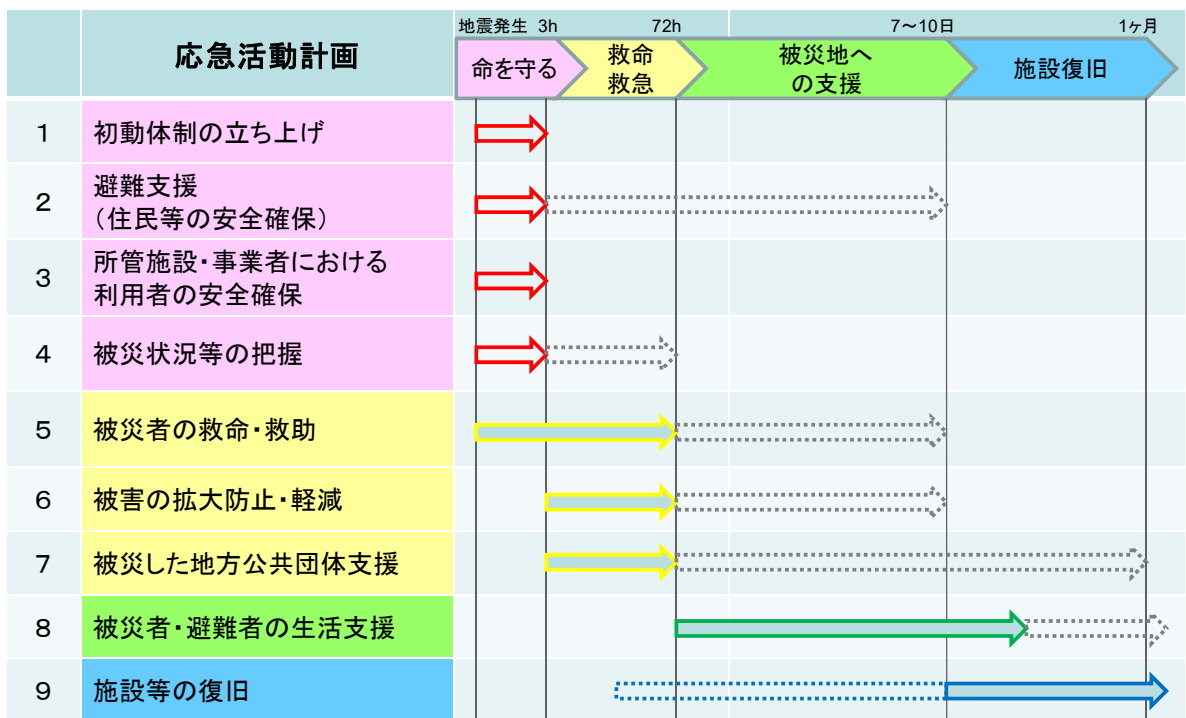 地震発生 3h 72h 7～10日 1ヶ月
応急活動計画
命を守る
救命
救急
被災地へ
の支援
施設復旧
1 初動体制の立ち上げ
2 避難支援
（住民等の安全確保）
3 所管施設・事業者における
利用者の安全確保
4 被災状況等の把握
5 被災者の救命・救助
6 被害の拡大防止・軽減
7 被災した地方公共団体支援
8 被災者・避難者の生活支援
9 施設等の復旧